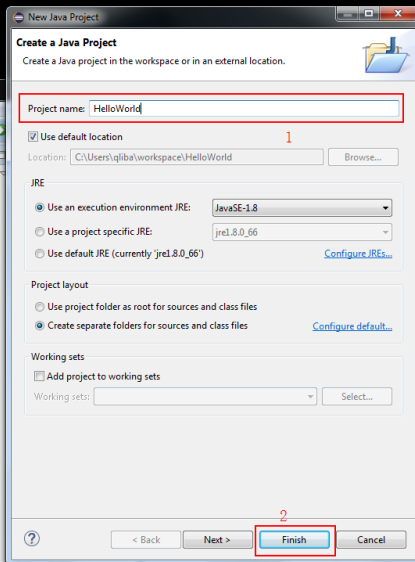 New Java Project
Create a Java Project
Create a Java project in the workspace or in an external location.
Project name: HelloWorld
1
Use default location
Location: C:\Users\qliba\workspace\HelloWorld Browse...
JRE
Use an execution environment JRE: JavaSE-1.8
Use a project specific JRE: jre1.8.0_66
Use default JRE (currently 'jre1.8.0_66') Configure JREs...
Project layout
Use project folder as root for sources and class files
Create separate folders for sources and class files Configure default...
Working sets
Add project to working sets
Working sets: Select...
2
? < Back Next > Finish Cancel